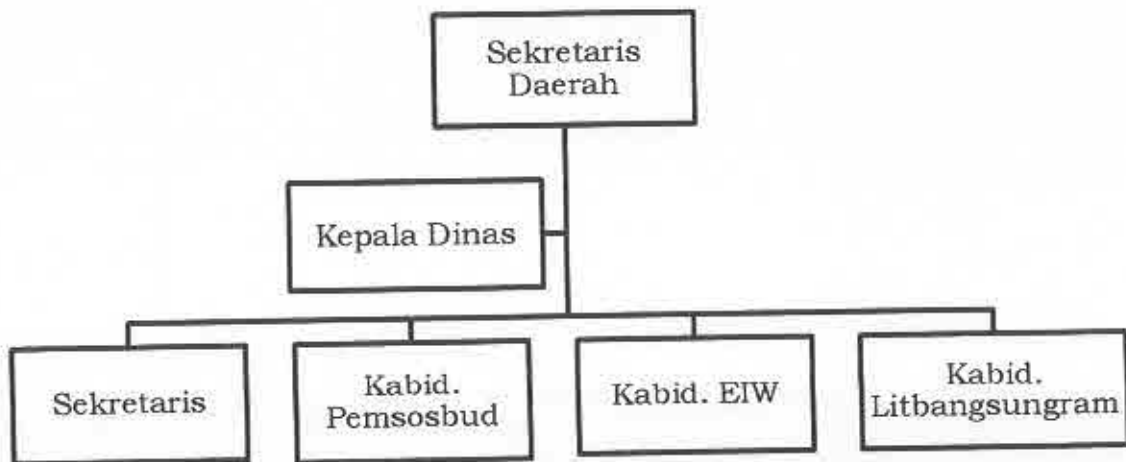 Sekretaris
Daerah
Kepala Dinas
Sekretaris
Kabid.
Pemsosbud
Kabid. EIW
Kabid.
Litbangsungram